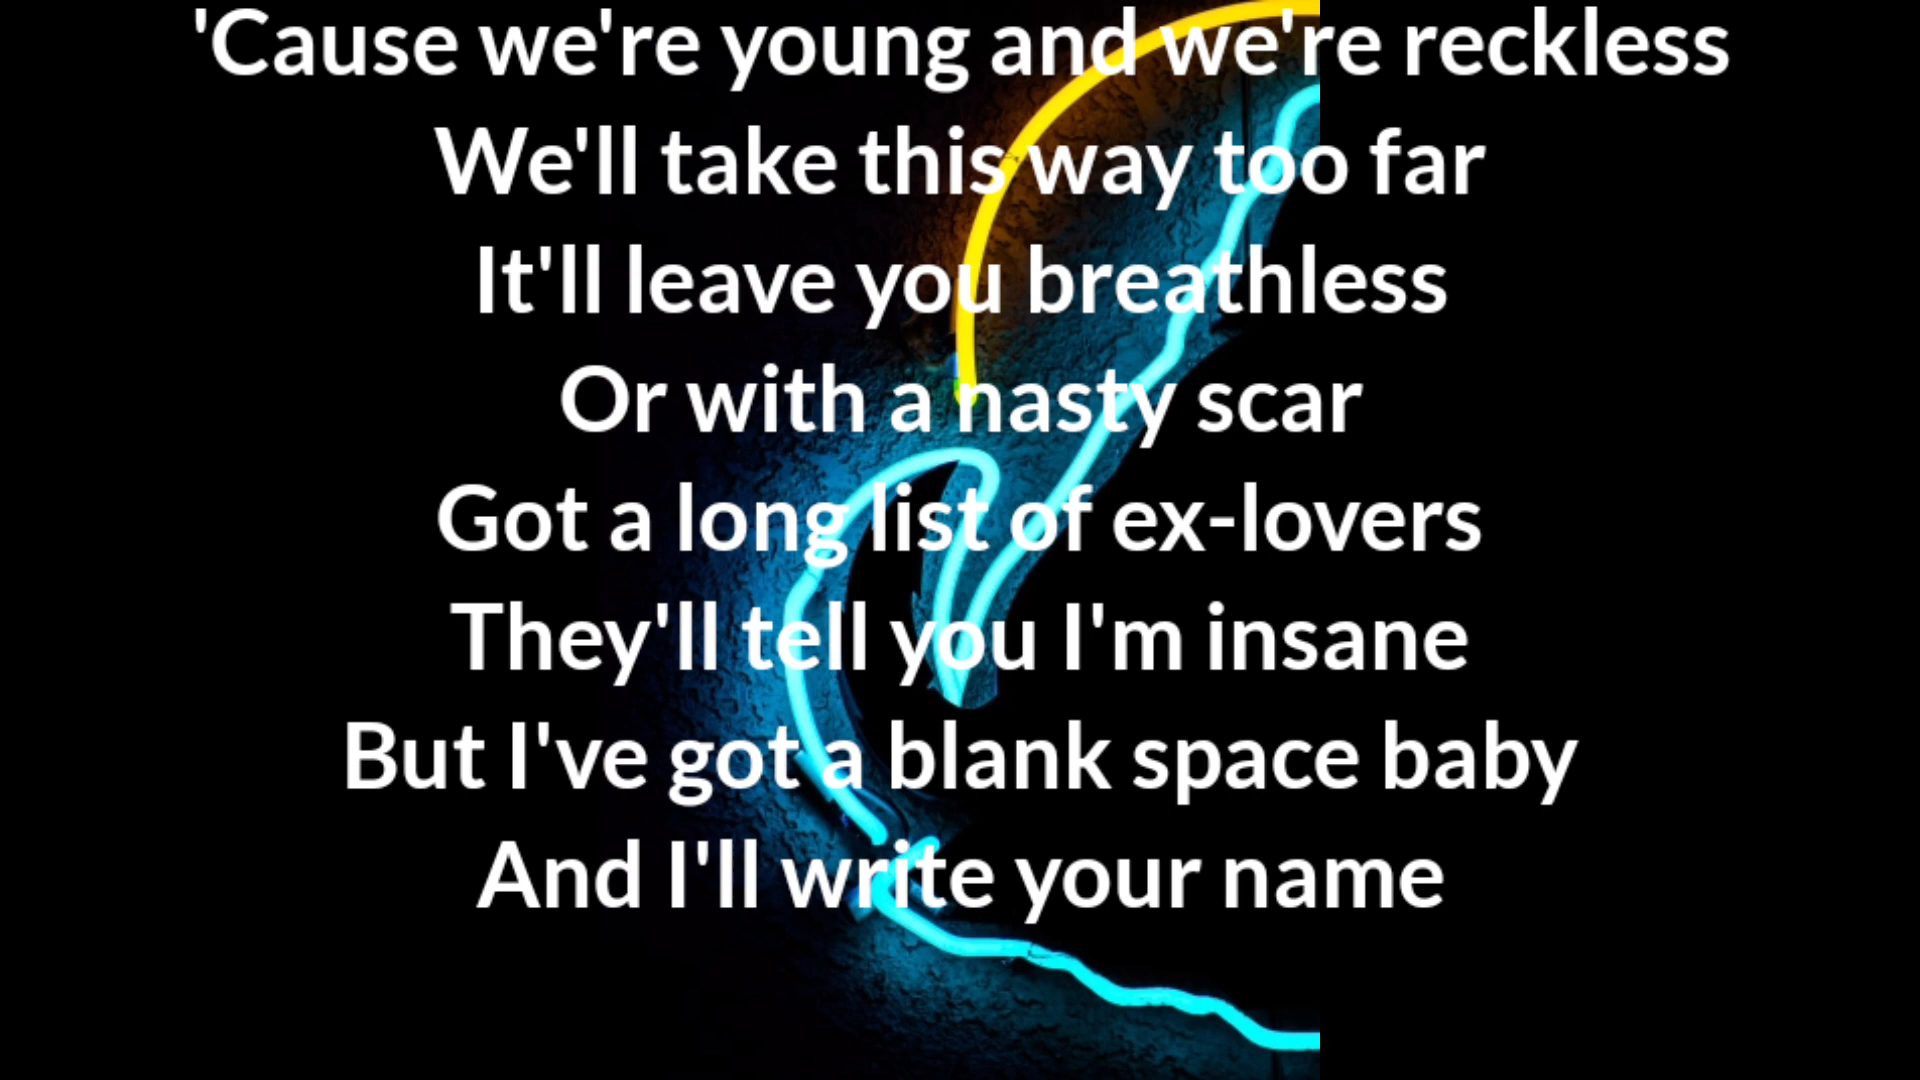 'Cause we're young and we're reckless
We'll take this way too far
It'll leave you breathless
Or with a nasty scar
Got a long list of ex-lovers
They'll tell you I'm insane
But I've got a blank space baby
And I'll write your name